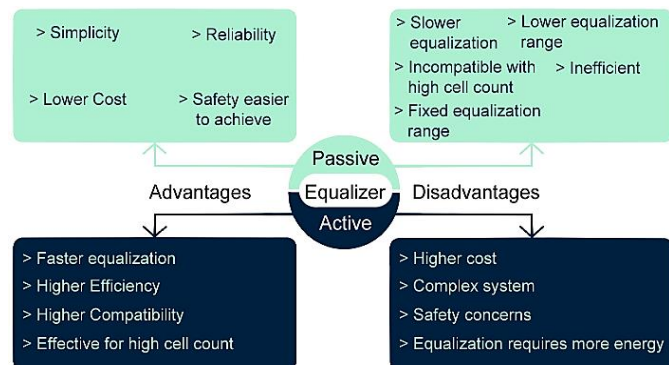 > Simplicity
> Reliability
> Lower Cost
> Safety easier
to achieve
> Slower
equalization
> Lower equalization
range
> Incompatible with
high cell count
> Inefficient
> Fixed equalization
range
Passive
Advantages
Equalizer
Disadvantages
Active
> Faster equalization
> Higher Efficiency
> Higher Compatibility
> Effective for high cell count
> Higher cost
> Complex system
> Safety concerns
> Equalization requires more energy